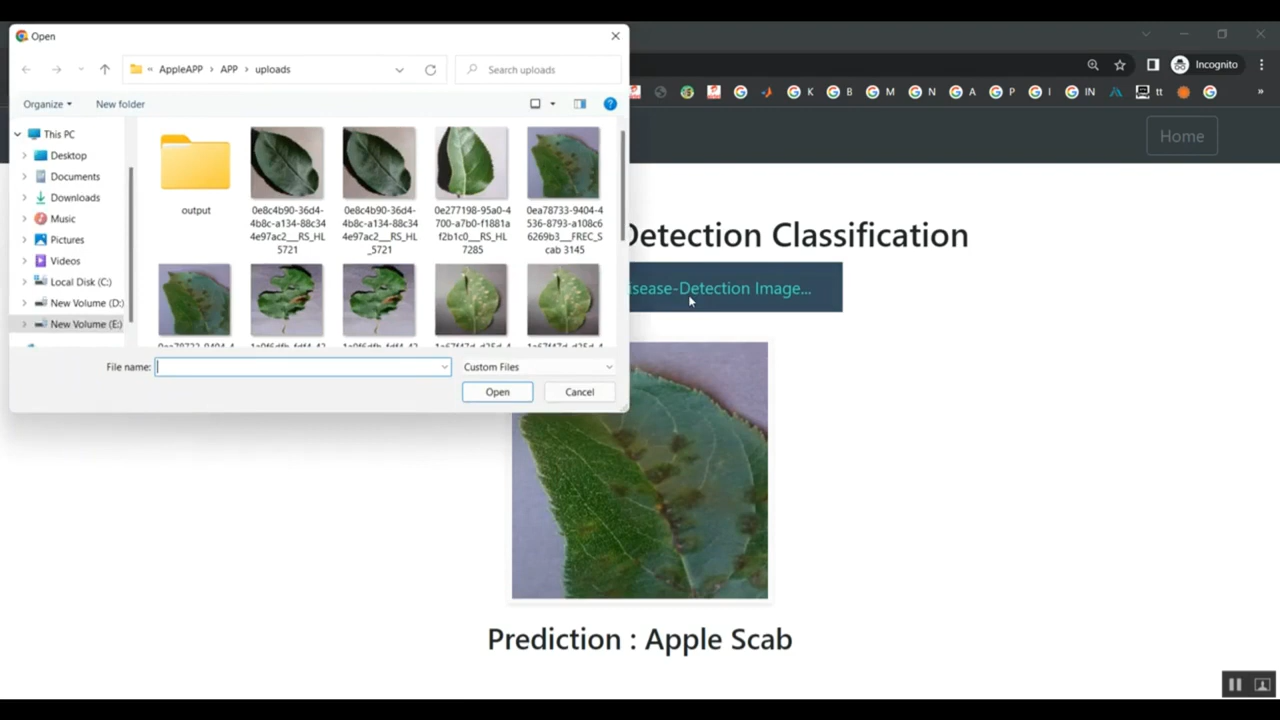 Open
« AppleAPP > APP > uploads
Search uploads
Incognito
Organize
New folder
K
B
M
N
A
P
I
IN
tt
»
Home
This PC
Desktop
Documents
Downloads
Music
Pictures
Videos
Local Disk (C:)
New Volume (D:)
New Volume (E:)
output
0e8c4b90-36d4-
4b8c-a134-88c34
4e97ac2___RS_HL
5721
0e8c4b90-36d4-
4b8c-a134-88c34
4e97ac2___RS_HL
_5721
0e277198-95a0-4
700-a7b0-f1881a
f2b1c0___RS_HL
7285
0ea78733-9404-4
536-8793-a108c6
6269b3___FREC_S
cab 3145
Detection Classification
isease-Detection Image...
File name:
Custom Files
Open
Cancel
Prediction : Apple Scab